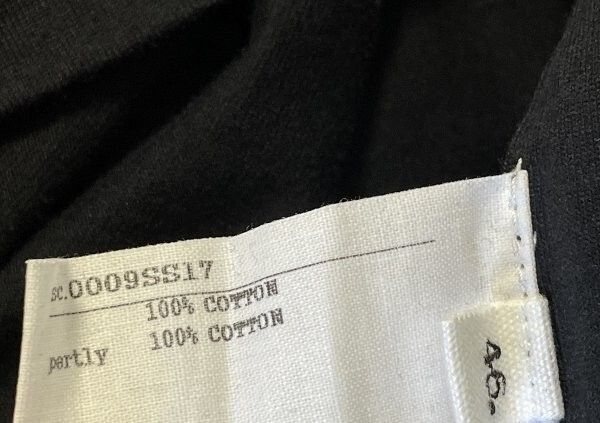 SC.0009SS17
100% COTTON
partly 100% COTTON
46.